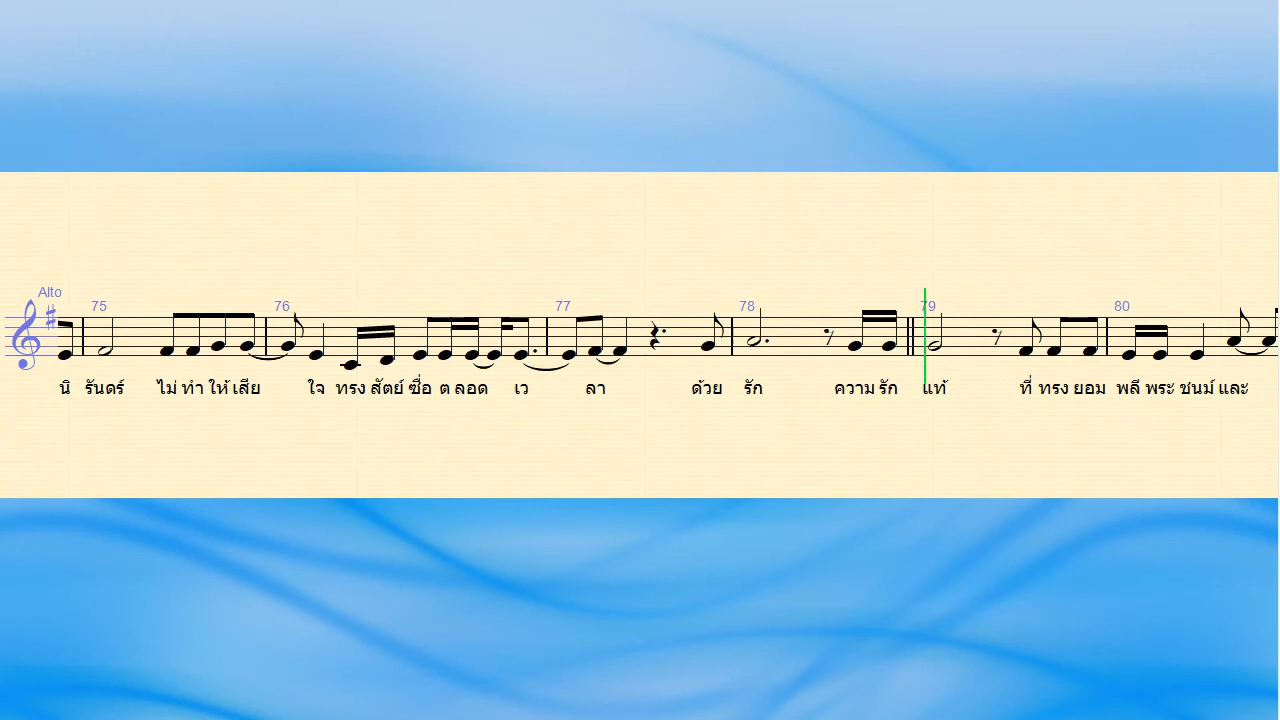 Alto
75 76 77 78 79 80
นิ รันดร์ ไม่ ทำ ให้ เสีย ใจ ทรง สัตย์ ซื่อ ต ลอด เว ลา ด้วย รัก ความ รัก แท้ ที่ ทรง ยอม พลี พระ ชนม์ และ